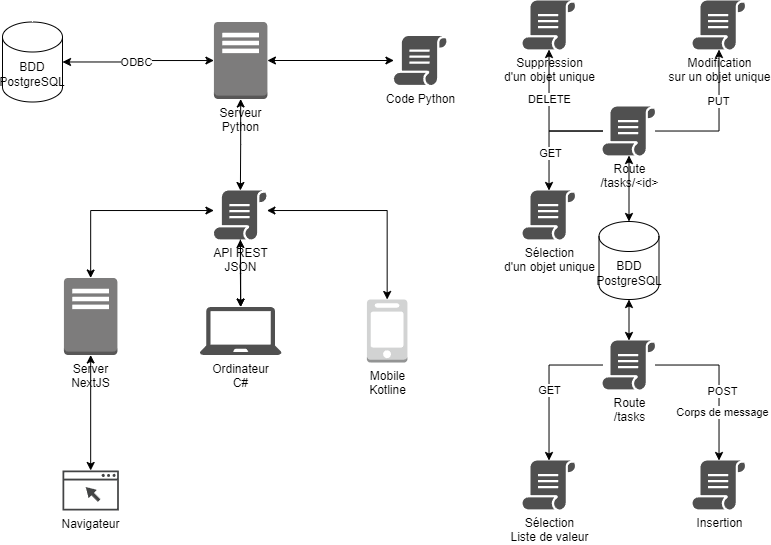 BDD
PostgreSQL
ODBC
Serveur
Python
Code Python
API REST
JSON
Server
NextJS
Ordinateur
C#
Mobile
Kotline
Navigateur
Suppression
d'un objet unique
Modification
sur un objet unique
DELETE
PUT
GET
Route
/tasks/<id>
Sélection
d'un objet unique
BDD
PostgreSQL
GET
Route
/tasks
POST
Corps de message
Sélection
Liste de valeur
Insertion